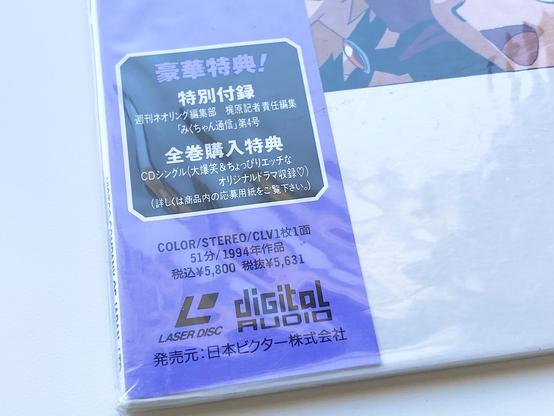 豪華特典!
特別付録
週刊ネオリング編集部 梶原記者責任編集
「みくちゃん通信」第4号
全巻購入特典
CDシングル(大爆笑&ちょっぴりエッチな
オリジナルドラマ収録♡)
(詳しくは商品内の応募用紙をご覧下さい。)
COLOR/STEREO/CLV1枚1面
51分/1994年作品
税込¥5,800 税抜¥5,631
LASER DISC
digital
AUDIO
発売元:日本ビクター株式会社